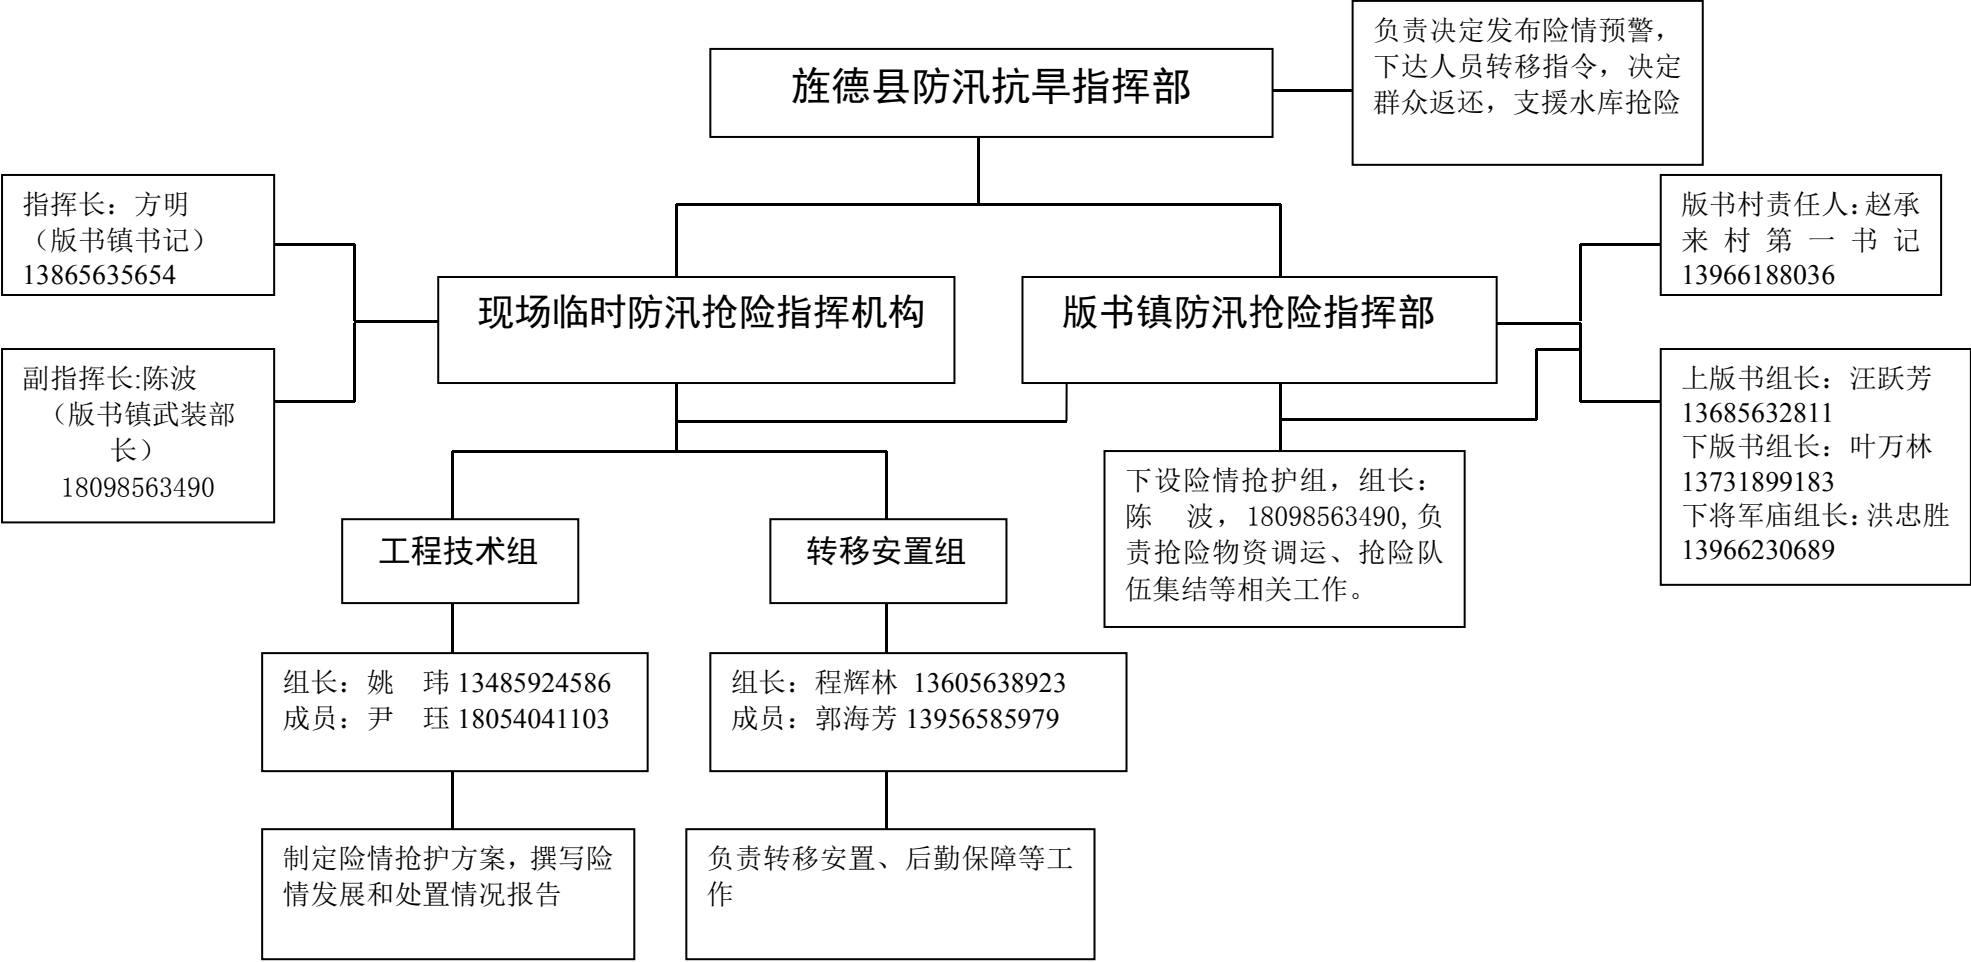 负责决定发布险情预警，
下达人员转移指令，决定
群众返还，支援水库抢险
旌德县防汛抗旱指挥部
指挥长：方明
（版书镇书记）
13865635654
版书村责任人：赵承
来村第一书记
13966188036
现场临时防汛抢险指挥机构
版书镇防汛抢险指挥部
副指挥长:陈波
（版书镇武装部
长）
18098563490
上版书组长：汪跃芳
13685632811
下版书组长：叶万林
13731899183
下将军庙组长：洪忠胜
13966230689
下设险情抢护组，组长：
陈　波，18098563490,负
责抢险物资调运、抢险队
伍集结等相关工作。
工程技术组
转移安置组
组长：姚　玮 13485924586
成员：尹　珏 18054041103
组长：程辉林 13605638923
成员：郭海芳 13956585979
制定险情抢护方案，撰写险
情发展和处置情况报告
负责转移安置、后勤保障等工
作